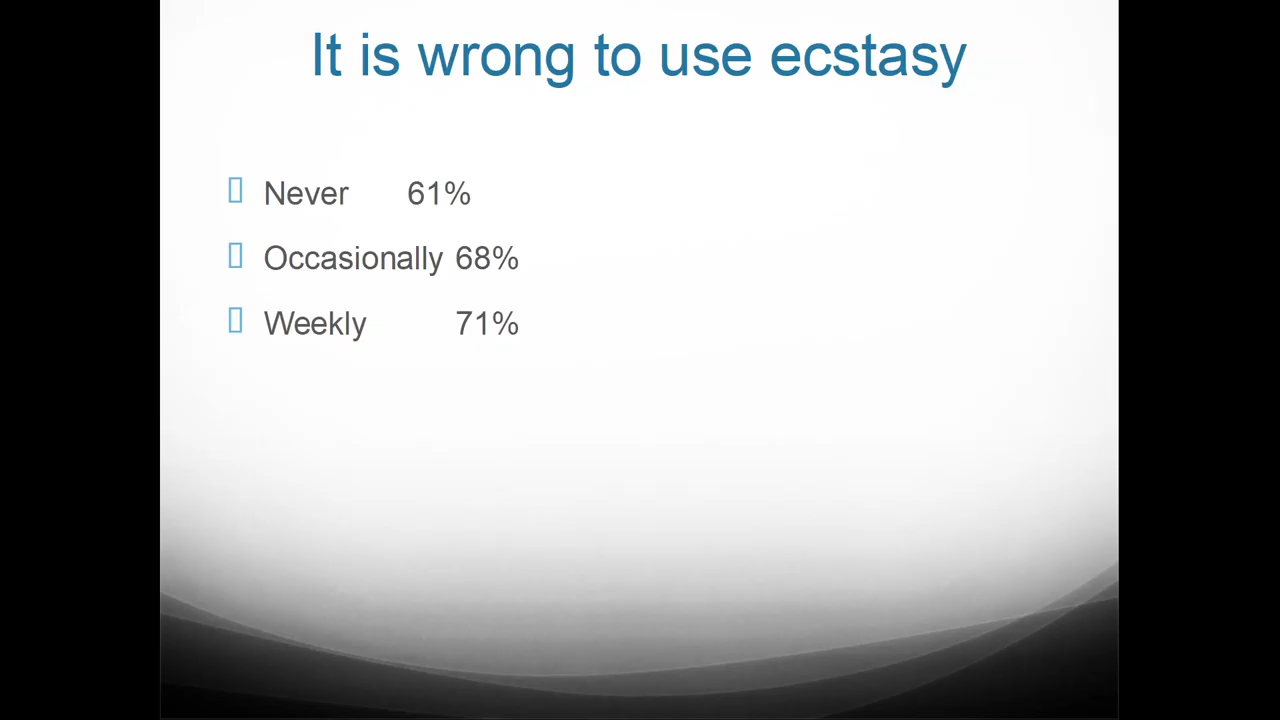 It is wrong to use ecstasy
Never 61%
Occasionally 68%
Weekly 71%